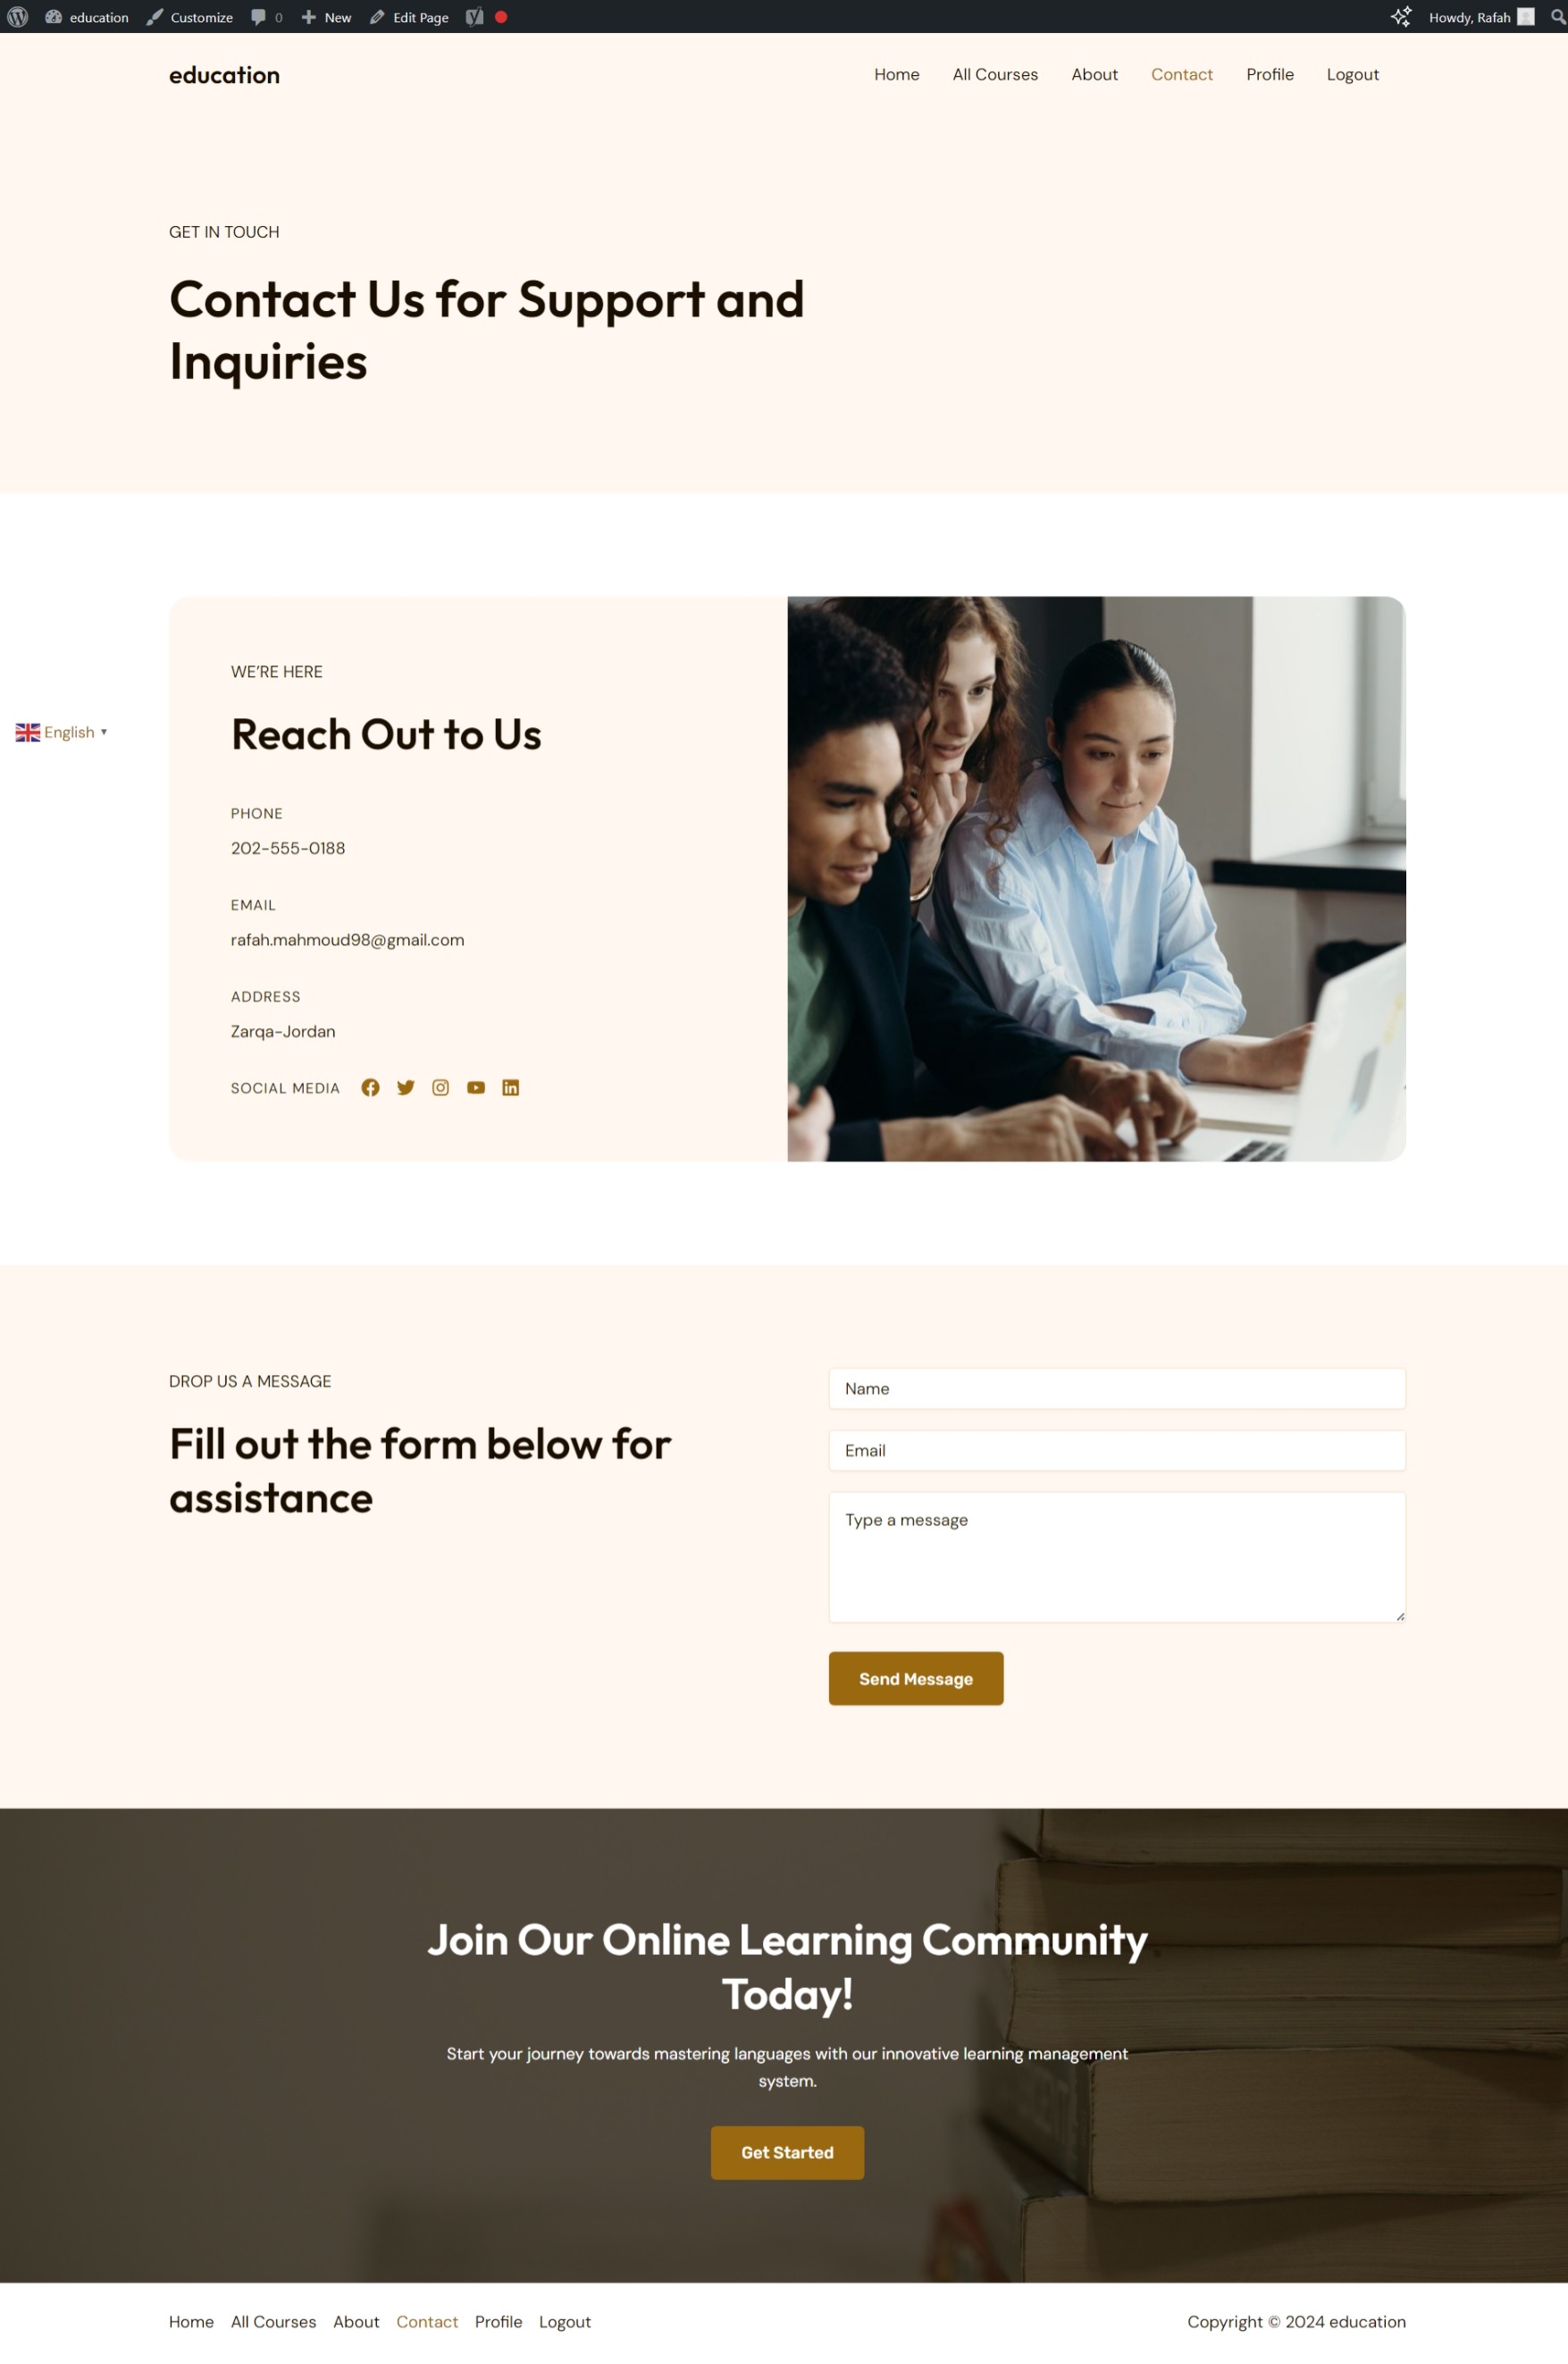 education Customize 0 New Edit Page Howdy, Rafah
education Home All Courses About Contact Profile Logout
GET IN TOUCH
Contact Us for Support and
Inquiries
English
WE'RE HERE
Reach Out to Us
PHONE
202-555-0188
EMAIL
rafah.mahmoud98@gmail.com
ADDRESS
Zarqa-Jordan
SOCIAL MEDIA
DROP US A MESSAGE
Fill out the form below for
assistance
Name
Email
Type a message
Send Message
Join Our Online Learning Community
Today!
Start your journey towards mastering languages with our innovative learning management
system.
Get Started
Home All Courses About Contact Profile Logout Copyright © 2024 education